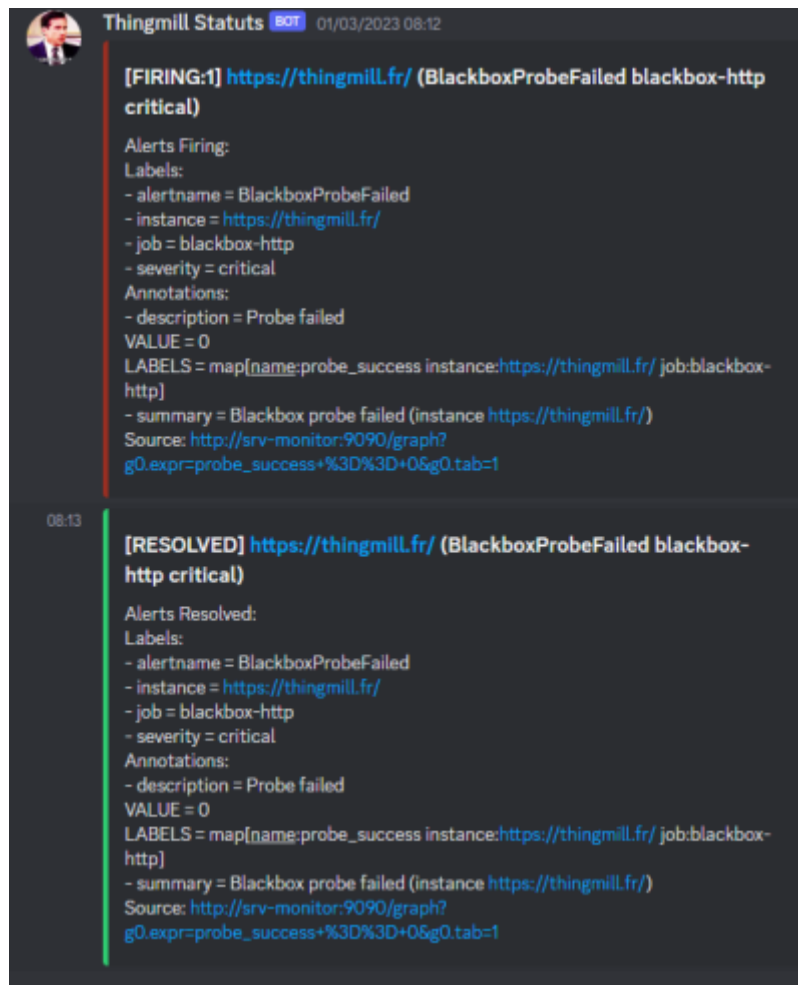 Thingmill Statuts BOT 01/03/2023 08:12
[FIRING:1] https://thingmill.fr/ (BlackboxProbeFailed blackbox-http
critical)
Alerts Firing:
Labels:
- alertname = BlackboxProbeFailed
- instance = https://thingmill.fr/
- job = blackbox-http
- severity = critical
Annotations:
- description = Probe failed
VALUE = 0
LABELS = map[name:probe_success instance:https://thingmill.fr/ job:blackbox-
http]
- summary = Blackbox probe failed (instance https://thingmill.fr/)
Source: http://srv-monitor:9090/graph?
g0.expr=probe_success+%3D%3D+0&g0.tab=1
08:13
[RESOLVED] https://thingmill.fr/ (BlackboxProbeFailed blackbox-
http critical)
Alerts Resolved:
Labels:
- alertname = BlackboxProbeFailed
- instance = https://thingmill.fr/
- job = blackbox-http
- severity = critical
Annotations:
- description = Probe failed
VALUE = 0
LABELS = map[name:probe_success instance:https://thingmill.fr/ job:blackbox-
http]
- summary = Blackbox probe failed (instance https://thingmill.fr/)
Source: http://srv-monitor:9090/graph?
g0.expr=probe_success+%3D%3D+0&g0.tab=1